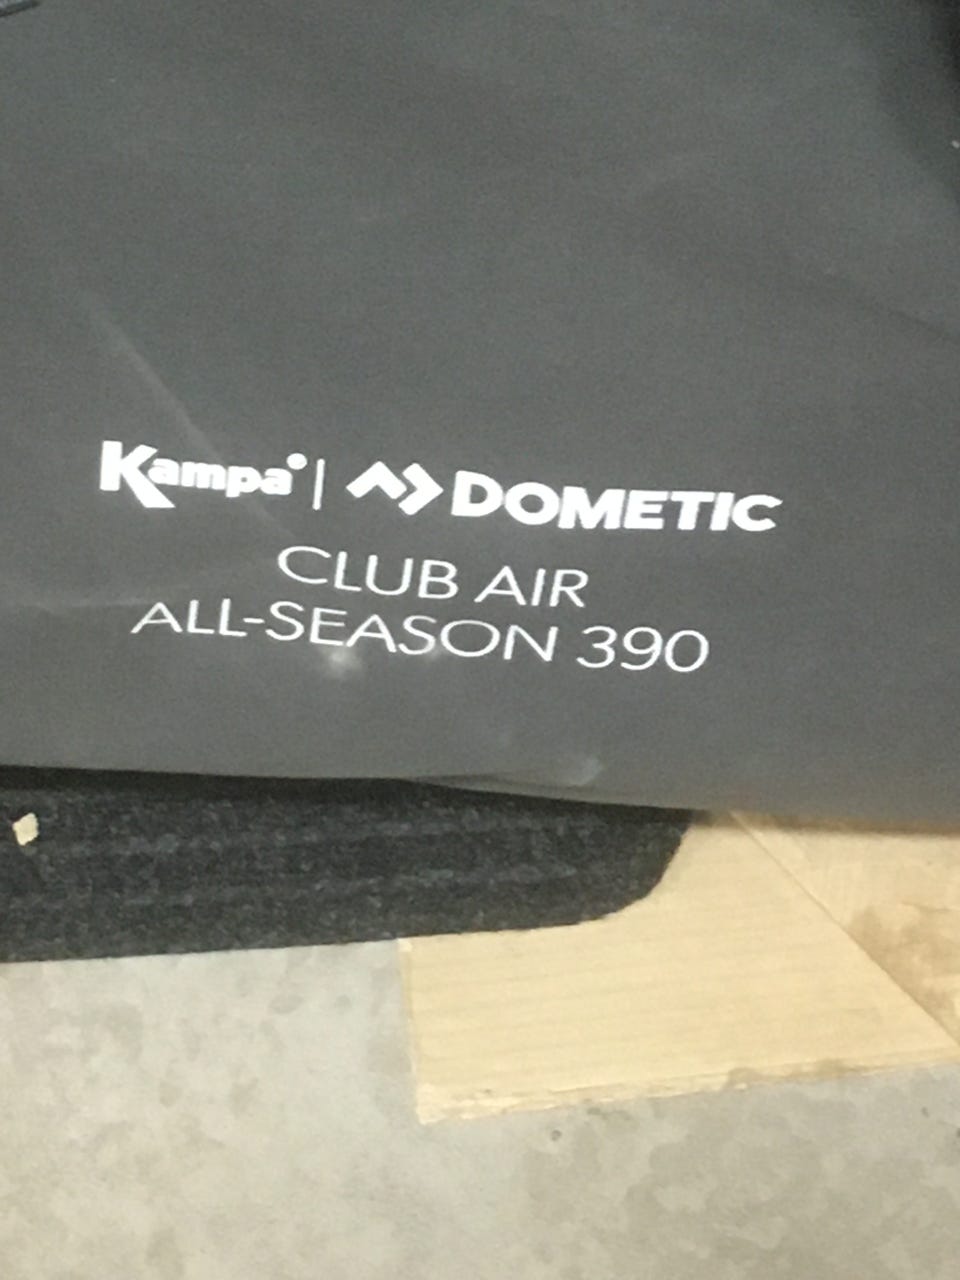 Kampa | DOMETIC
CLUB AIR
ALL-SEASON 390